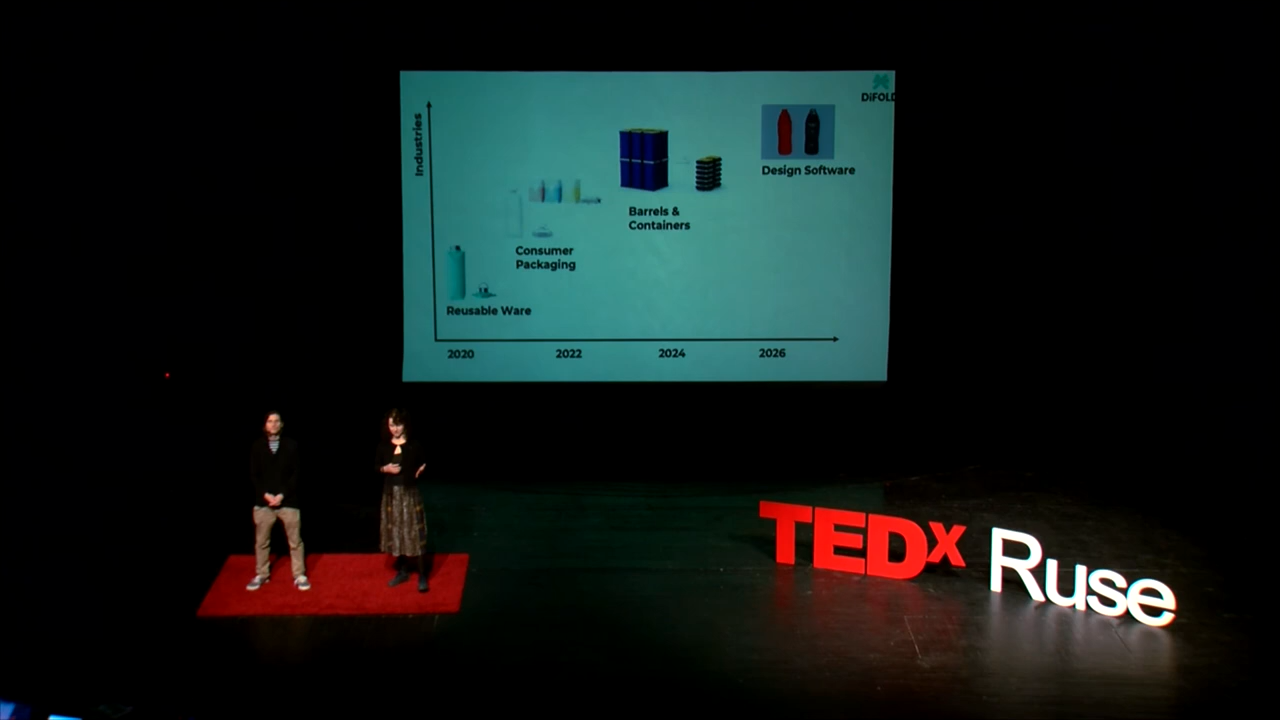 DiFOLD
Industries
Design Software
Barrels &
Containers
Consumer
Packaging
Reusable Ware
2020 2022 2024 2026
TEDx Ruse